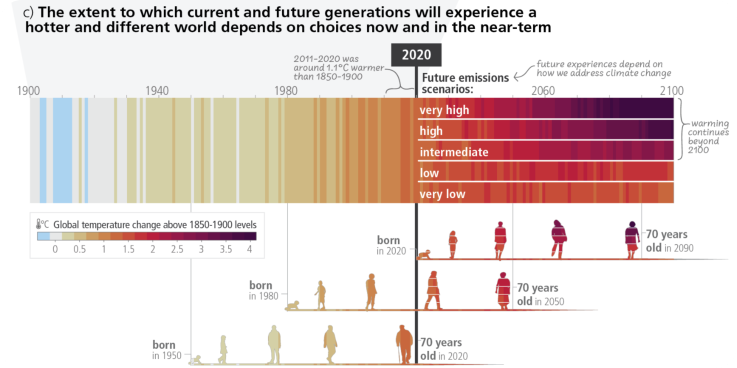 c) The extent to which current and future generations will experience a
hotter and different world depends on choices now and in the near-term
2011–2020 was
around 1.1°C warmer
than 1850–1900
2020
future experiences depend on
how we address climate change
Future emissions
scenarios:
1900
1940
1980
2060
2100
very high
high
intermediate
low
very low
warming
continues
beyond
2100
°C Global temperature change above 1850-1900 levels
0 0.5 1 1.5 2 2.5 3 3.5 4
born
in 2020
70 years
old in 2090
born
in 1980
70 years
old in 2050
born
in 1950
70 years
old in 2020